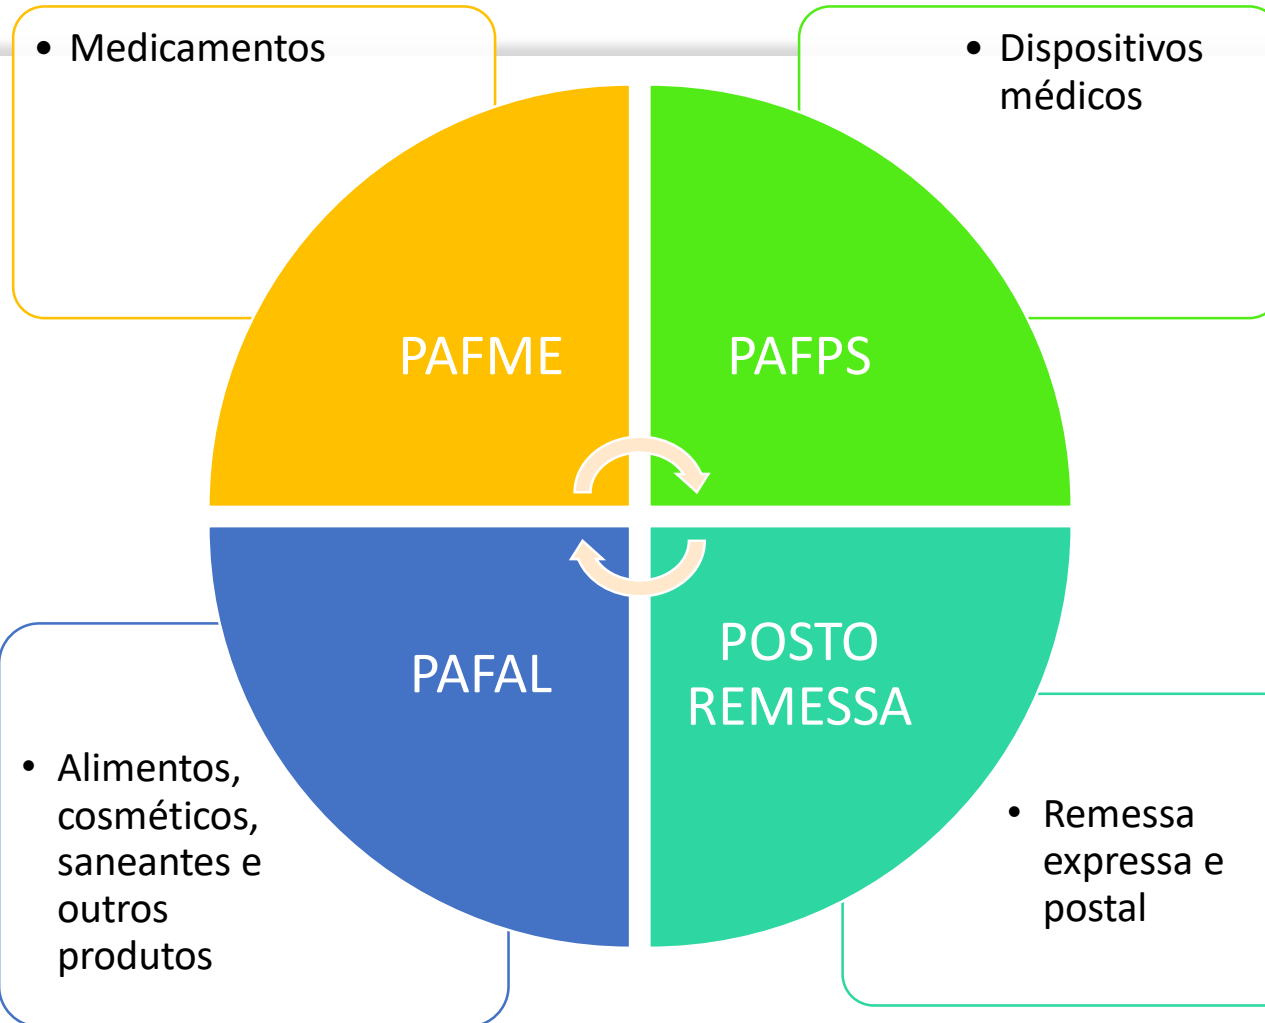 • Medicamentos
• Dispositivos
médicos
PAFME
PAFPS
PAFAL
POSTO
REMESSA
• Alimentos,
cosméticos,
saneantes e
outros
produtos
• Remessa
expressa e
postal